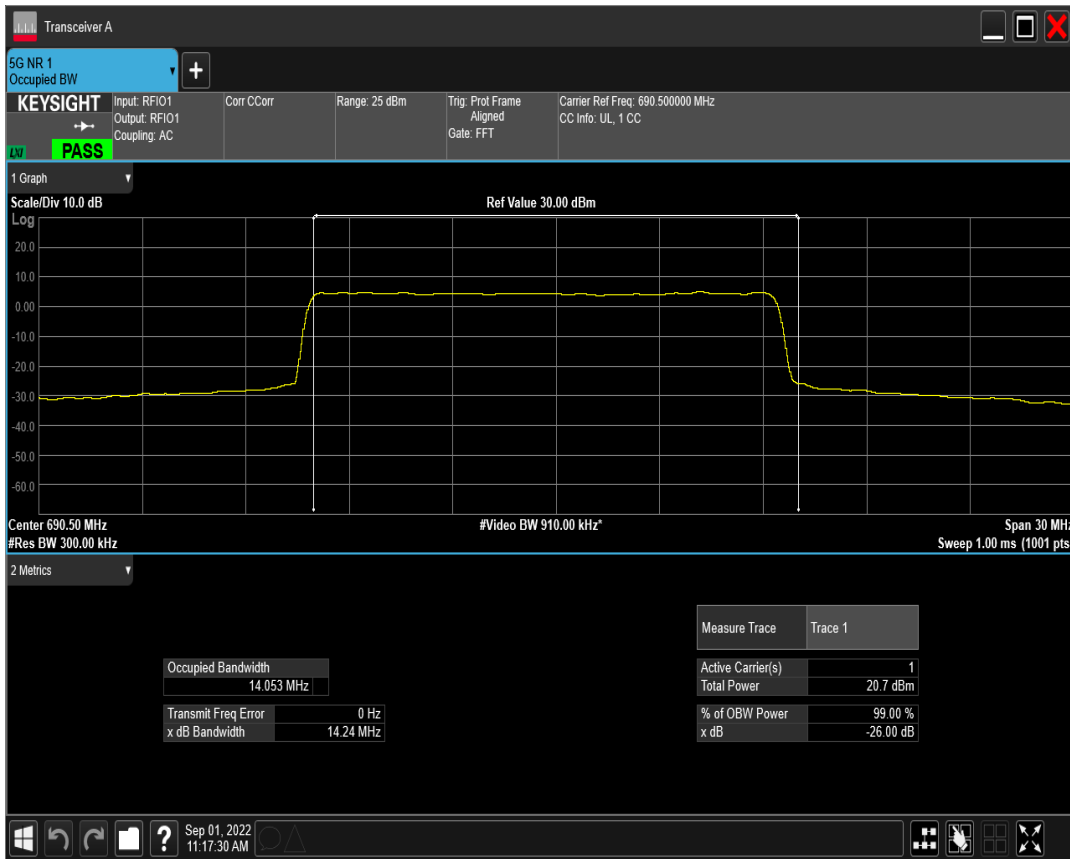 Transceiver A
5G NR 1
Occupied BW
KEYSIGHT
LXI
PASS
Input: RFIO1
Output: RFIO1
Coupling: AC
Corr CCorr
Range: 25 dBm
Trig: Prot Frame
Aligned
Gate: FFT
Carrier Ref Freq: 690.500000 MHz
CC Info: UL, 1 CC
1 Graph
Scale/Div 10.0 dB
Ref Value 30.00 dBm
Log
20.0
10.0
0.00
-10.0
-20.0
-30.0
-40.0
-50.0
-60.0
Center 690.50 MHz
#Video BW 910.00 kHz*
Span 30 MHz
#Res BW 300.00 kHz
Sweep 1.00 ms (1001 pts
2 Metrics
Measure Trace Trace 1
Occupied Bandwidth
14.053 MHz
Active Carrier(s) 1
Total Power 20.7 dBm
Transmit Freq Error 0 Hz
x dB Bandwidth 14.24 MHz
% of OBW Power 99.00 %
x dB -26.00 dB
?
Sep 01, 2022
11:17:30 AM